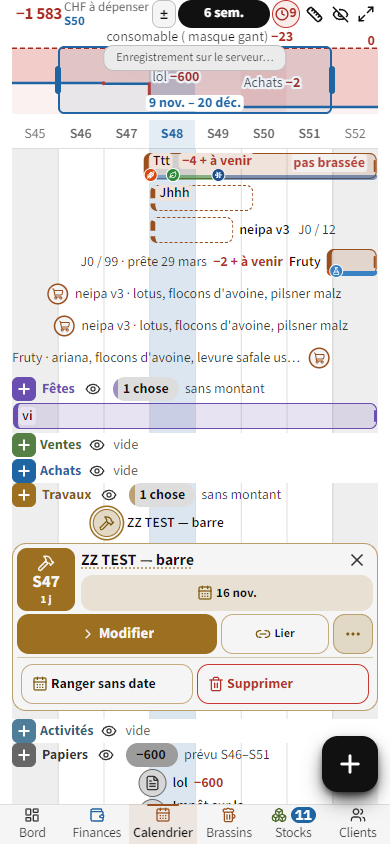 −1 583 CHF à dépenser S50 ± 6 sem. 9
consomable ( masque gant) −23 0
Enregistrement sur le serveur…
lol −600
Achats −2
9 nov. – 20 déc.
S45 S46 S47 S48 S49 S50 S51 S52
Ttt −4 + à venir pas brassée
Jhhh
neipa v3 J0 / 12
J0 / 99 · prête 29 mars −2 + à venir Fruty
neipa v3 · lotus, flocons d'avoine, pilsner malz
neipa v3 · lotus, flocons d'avoine, pilsner malz
Fruty · ariana, flocons d'avoine, levure safale us…
Fêtes 1 chose sans montant
vi
Ventes vide
Achats vide
Travaux 1 chose sans montant
ZZ TEST — barre
ZZ TEST — barre
S47
1 j
16 nov.
Modifier Lier ...
Ranger sans date Supprimer
Activités vide
Papiers −600 prévu S46–S51
lol −600
Impôt sur le
Bord Finances Calendrier Brassins Stocks 11 Clients